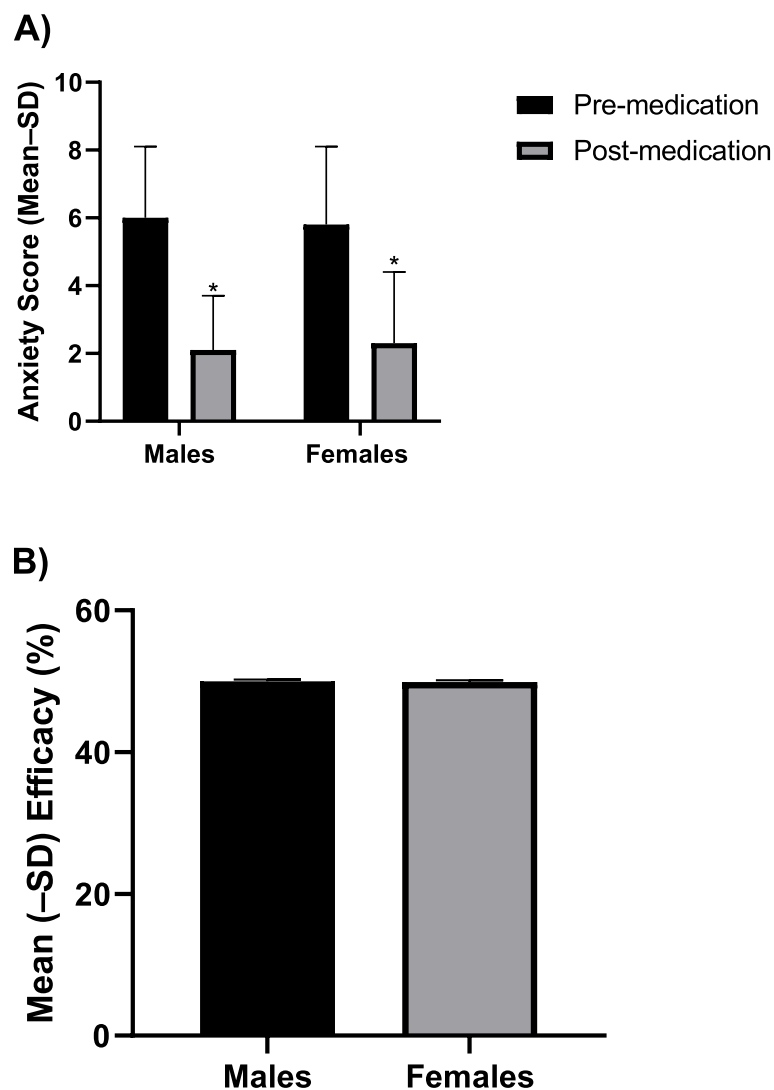 A)
10
8
6
4
2
0
Anxiety Score (Mean–SD)
*
*
Males
Females
Pre-medication
Post-medication
B)
60
40
20
0
Mean (–SD) Efficacy (%)
Males
Females